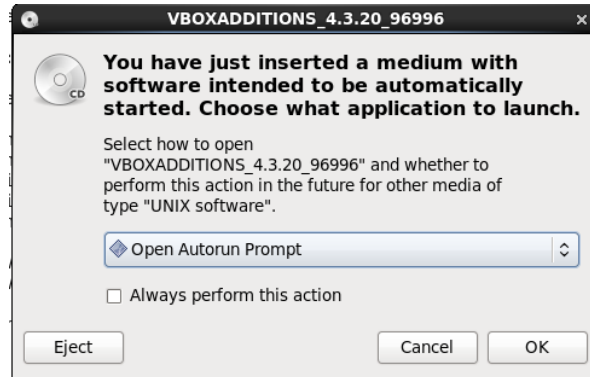 VBOXADDITIONS_4.3.20_96996
You have just inserted a medium with
software intended to be automatically
started. Choose what application to launch.
CD
Select how to open
"VBOXADDITIONS_4.3.20_96996" and whether to
perform this action in the future for other media of
type "UNIX software".
Open Autorun Prompt
Always perform this action
Eject
Cancel
OK